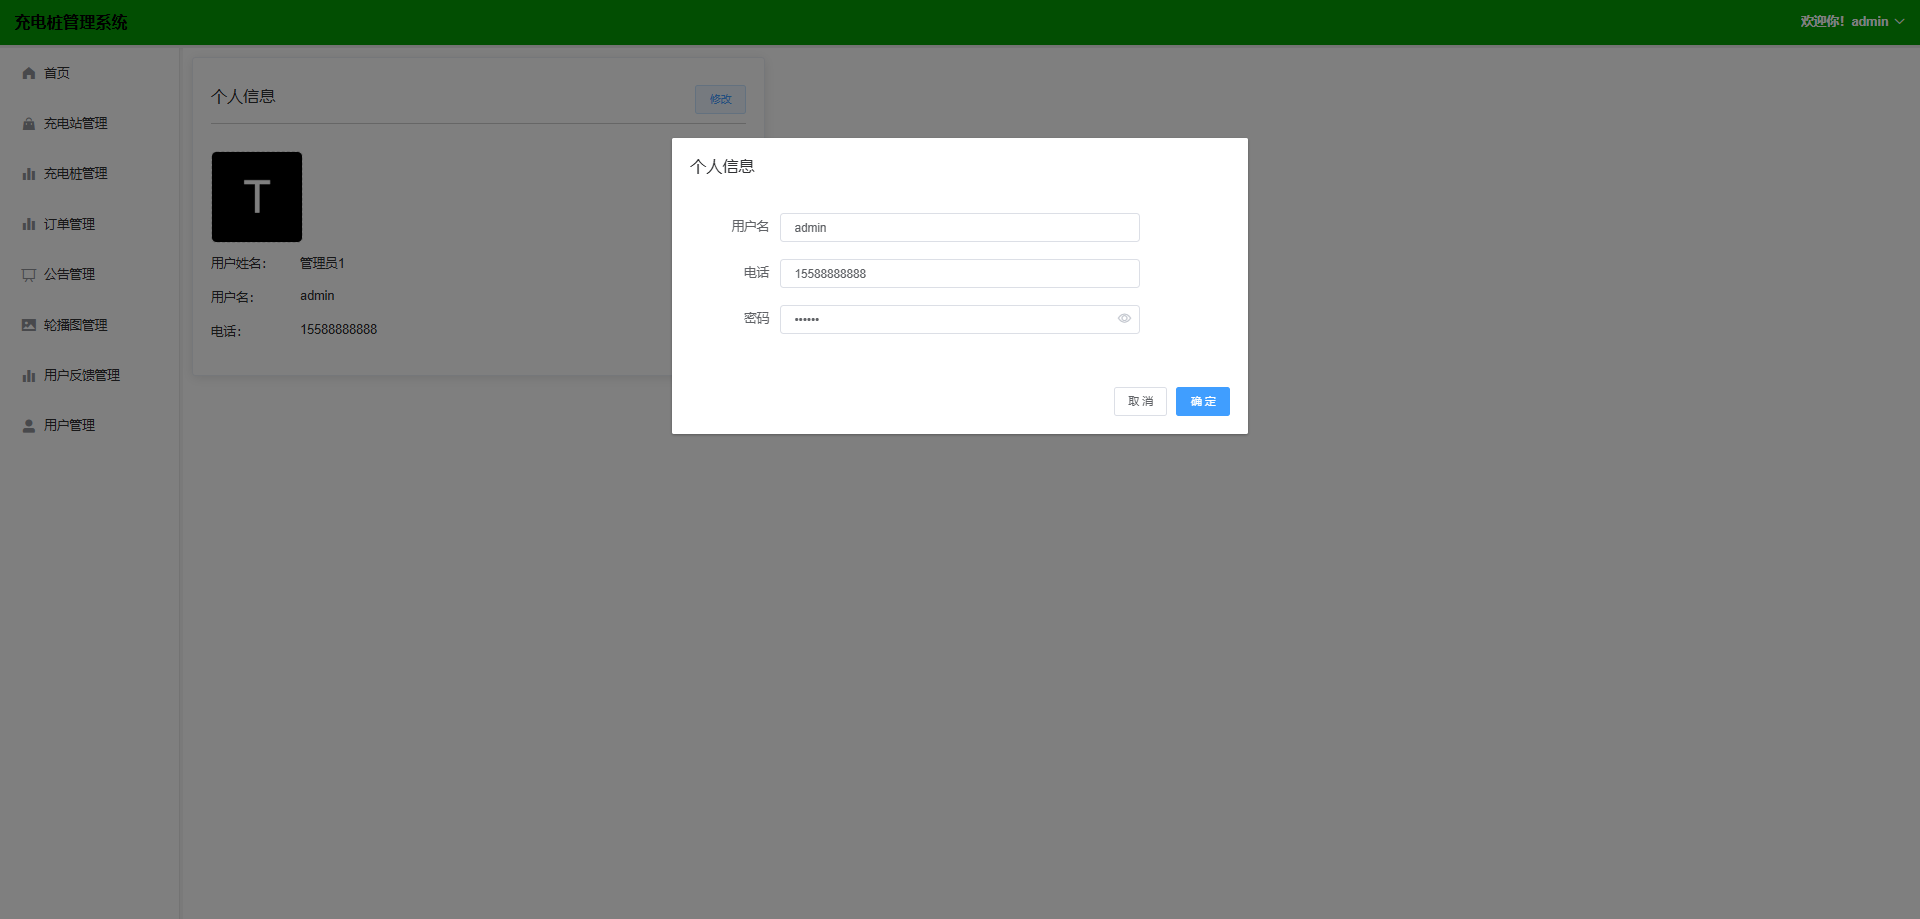 充电桩管理系统
欢迎你! admin
首页
充电站管理
充电桩管理
订单管理
公告管理
轮播图管理
用户反馈管理
用户管理
个人信息
修改
T
用户姓名: 管理员1
用户名: admin
电话: 15588888888
个人信息
用户名 admin
电话 15588888888
密码 ••••••
取 消 确 定